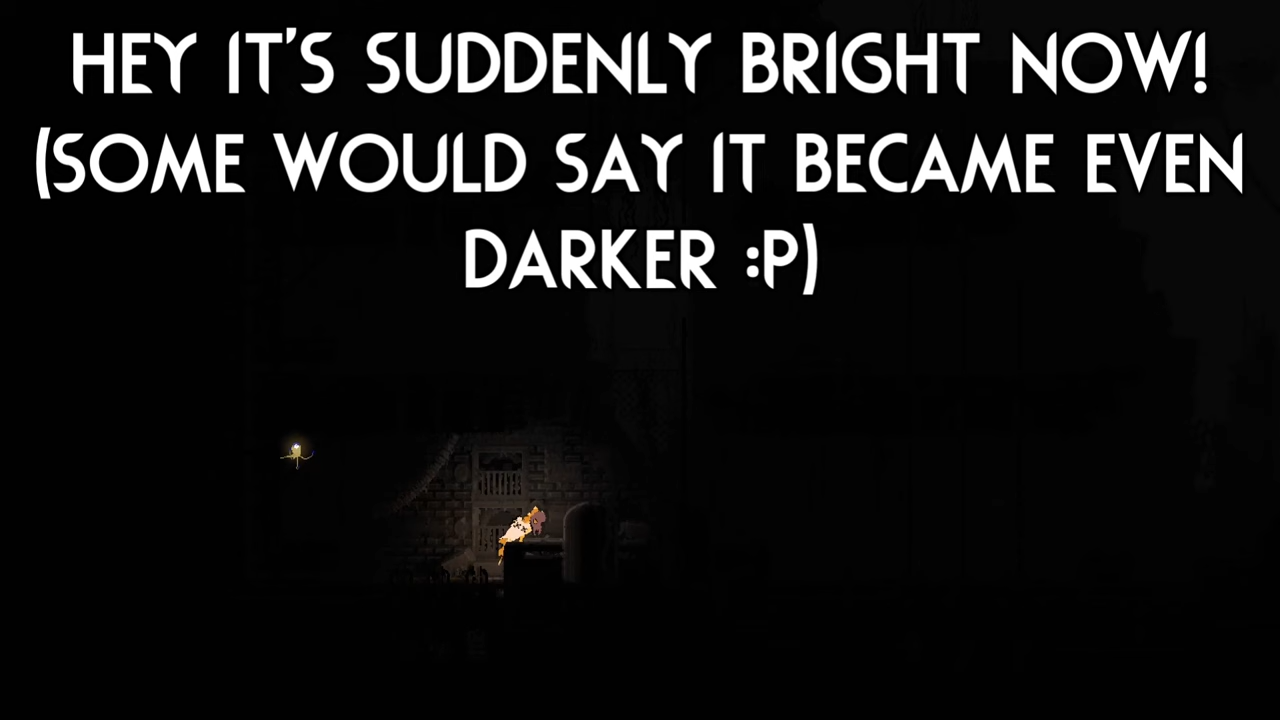 HEY IT'S SUDDENLY BRIGHT NOW!
(SOME WOULD SAY IT BECAME EVEN
DARKER :P)